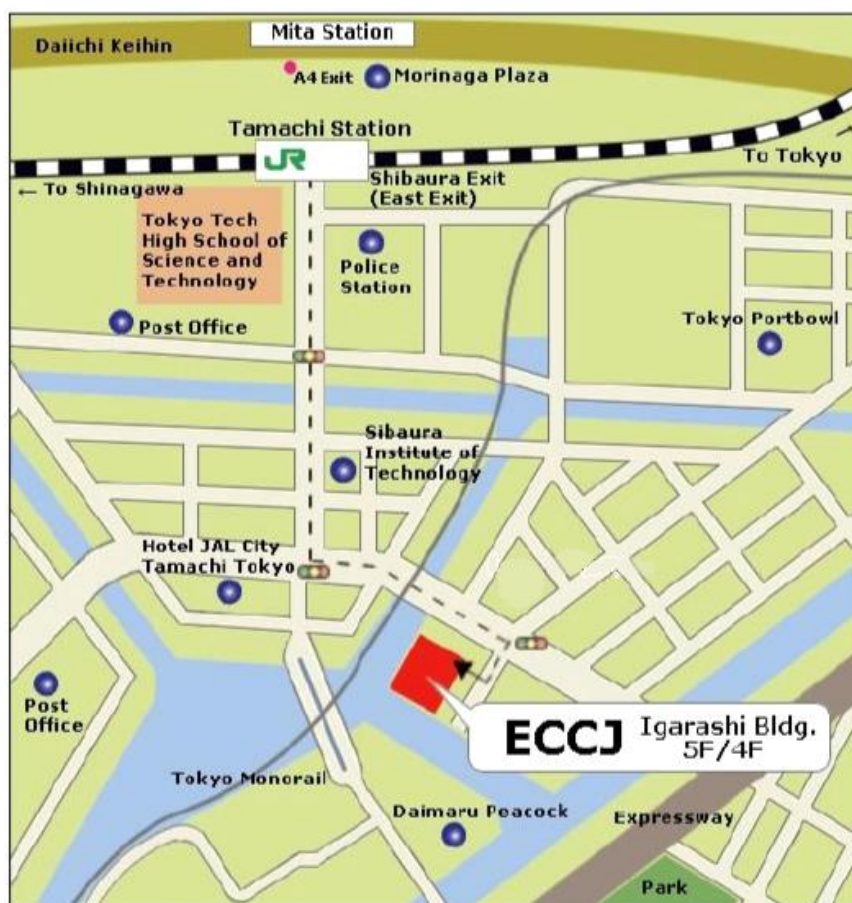 Mita Station
Daiichi Keihin
A4 Exit
Morinaga Plaza
Tamachi Station
JR
To Tokyo
← To Shinagawa
Shibaura Exit
(East Exit)
Tokyo Tech
High School of
Science and
Technology
Police
Station
Post Office
Tokyo Portbowl
Sibaura
Institute of
Technology
Hotel JAL City
Tamachi Tokyo
Post
Office
ECCJ Igarashi Bldg.
5F/4F
Tokyo Monorail
Daimaru Peacock
Expressway
Park